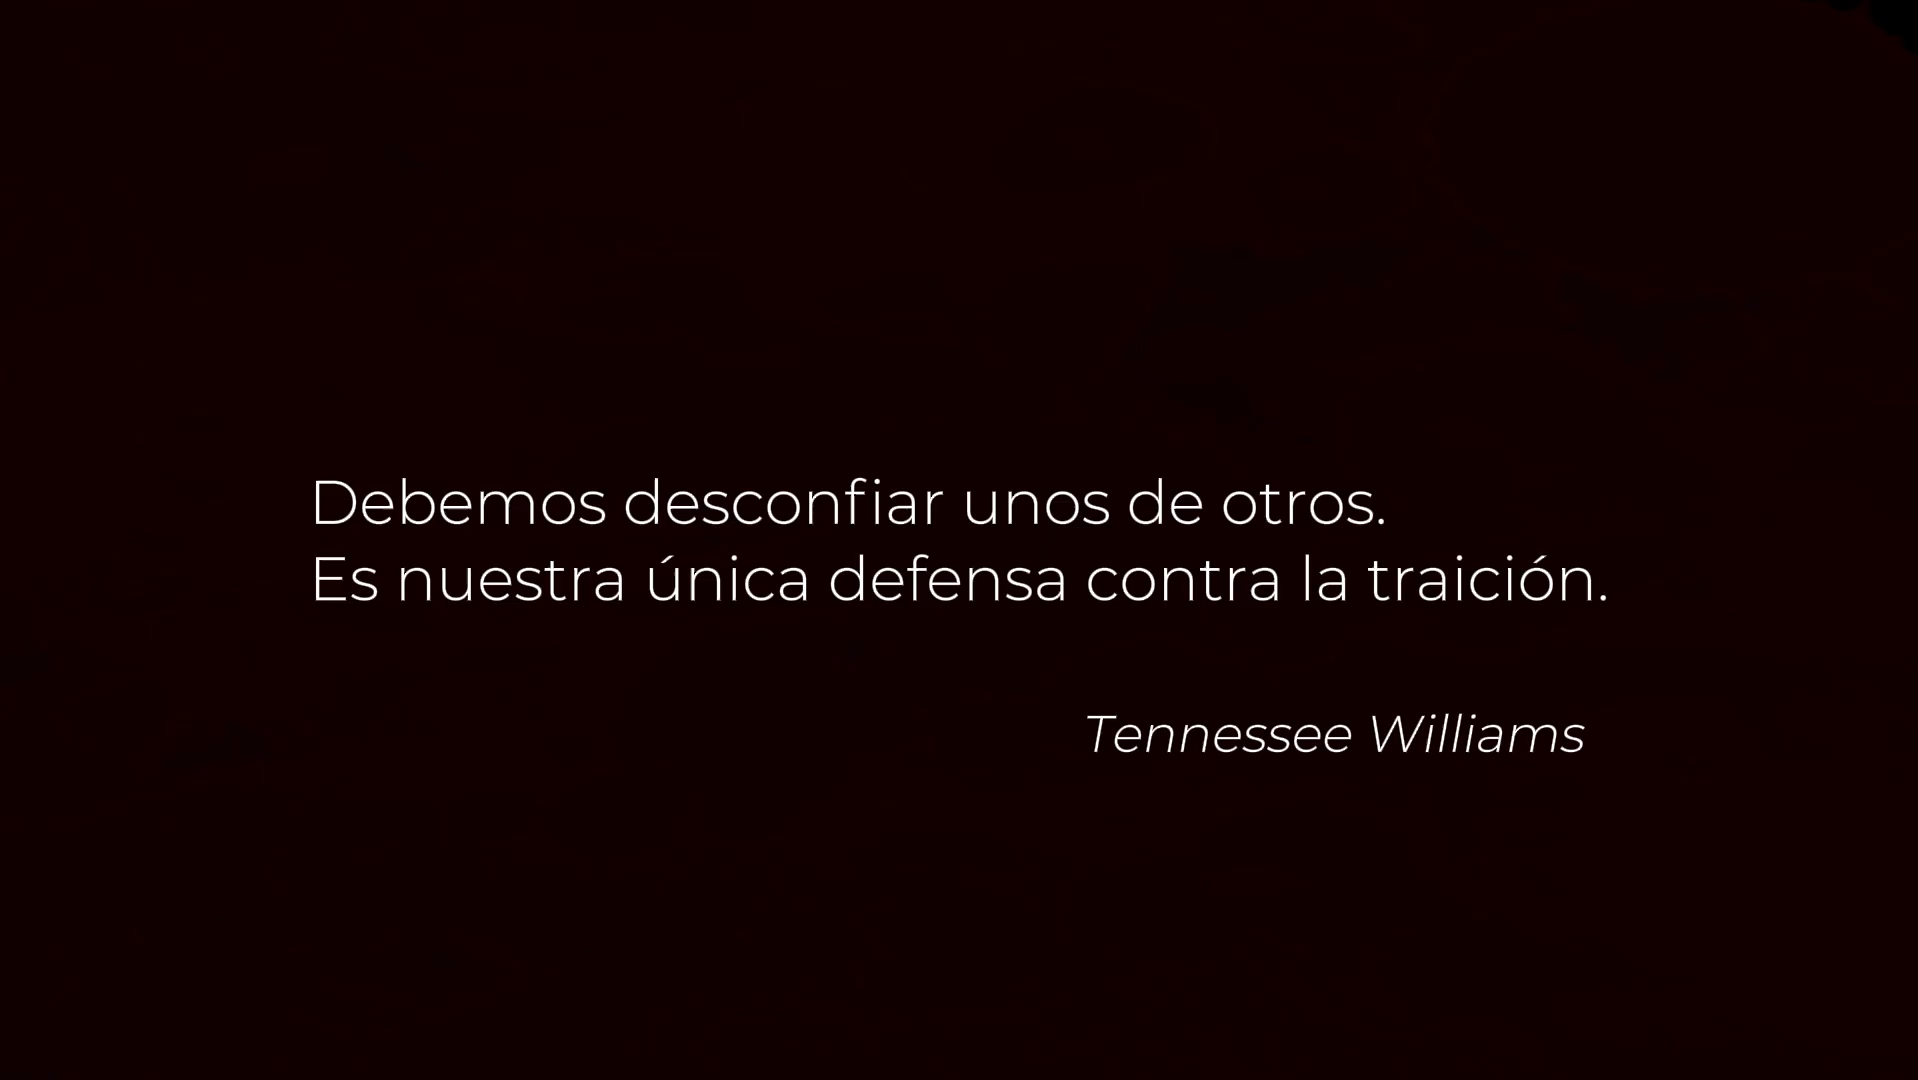 Debemos desconfiar unos de otros.
Es nuestra única defensa contra la traición.
Tennessee Williams